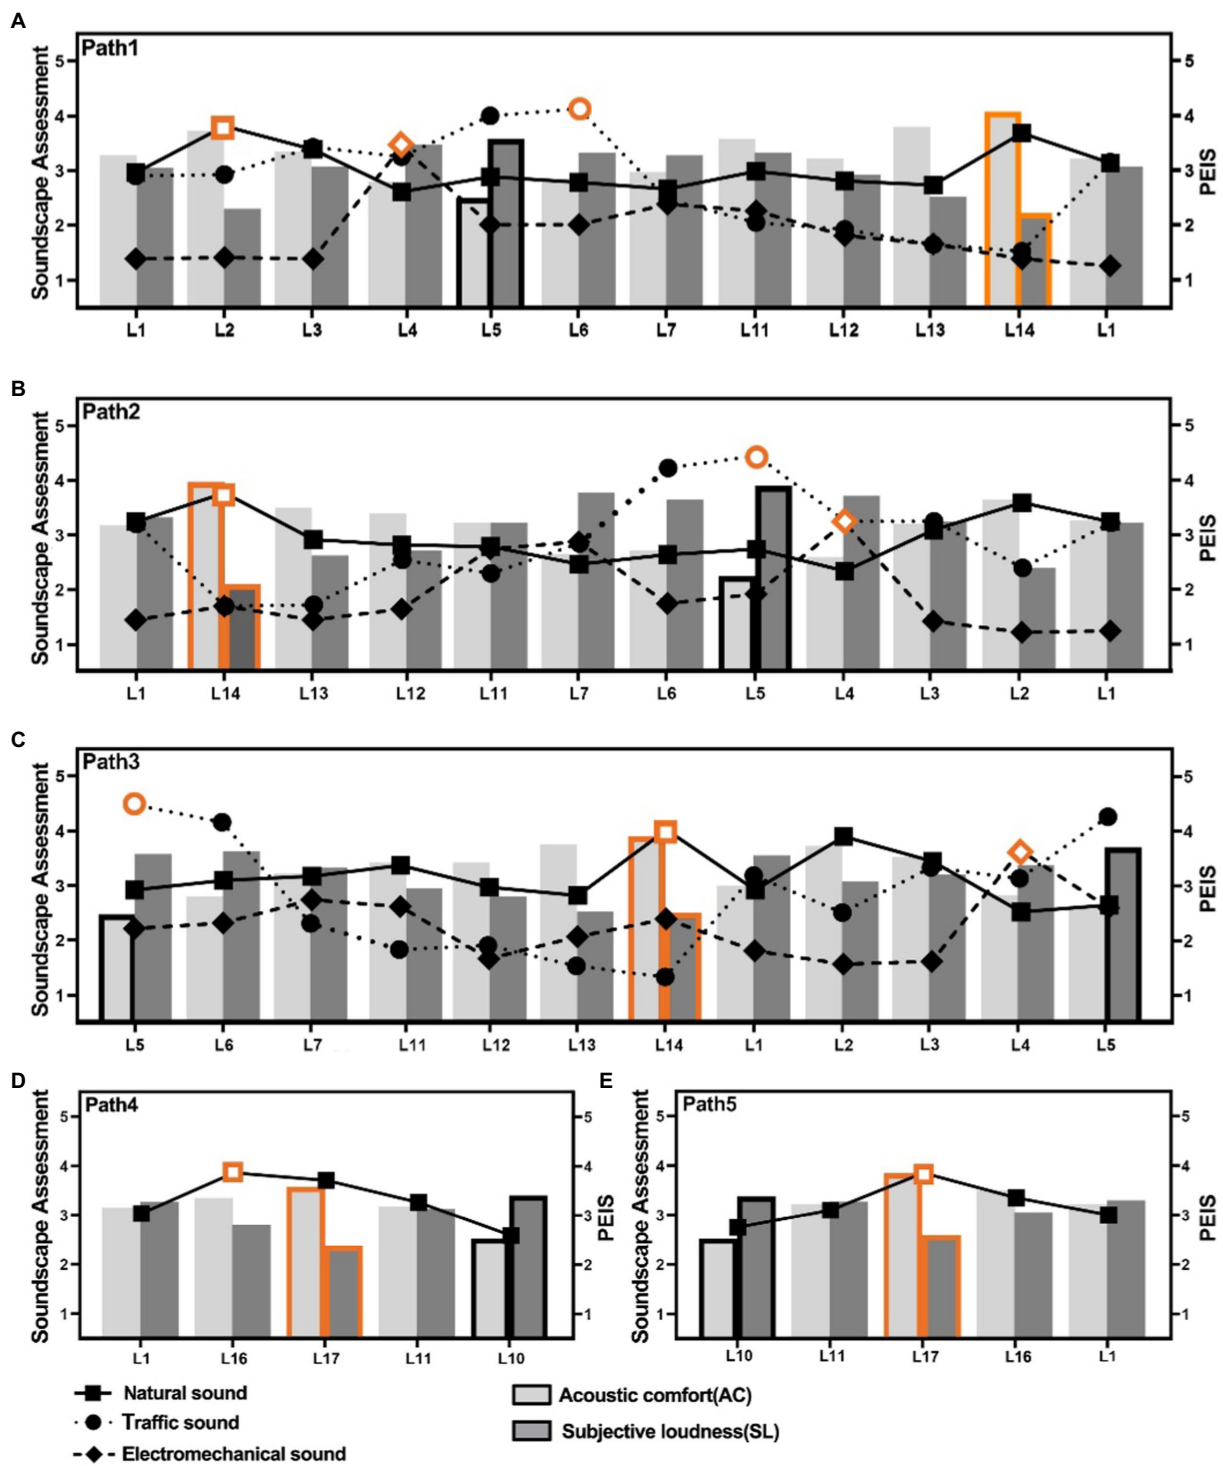 A
Path1
Soundscape Assessment
5
4
3
2
1
5
4
3
2
1
PEIS
L1 L2 L3 L4 L5 L6 L7 L11 L12 L13 L14 L1
B
Path2
Soundscape Assessment
5
4
3
2
1
5
4
3
2
1
PEIS
L1 L14 L13 L12 L11 L7 L6 L5 L4 L3 L2 L1
C
Path3
Soundscape Assessment
5
4
3
2
1
5
4
3
2
1
PEIS
L5 L6 L7 L11 L12 L13 L14 L1 L2 L3 L4 L5
D
Path4
Soundscape Assessment
5
4
3
2
1
5
4
3
2
1
PEIS
L1 L16 L17 L11 L10
E
Path5
Soundscape Assessment
5
4
3
2
1
5
4
3
2
1
PEIS
L10 L11 L17 L16 L1
Natural sound
Traffic sound
Electromechanical sound
Acoustic comfort(AC)
Subjective loudness(SL)